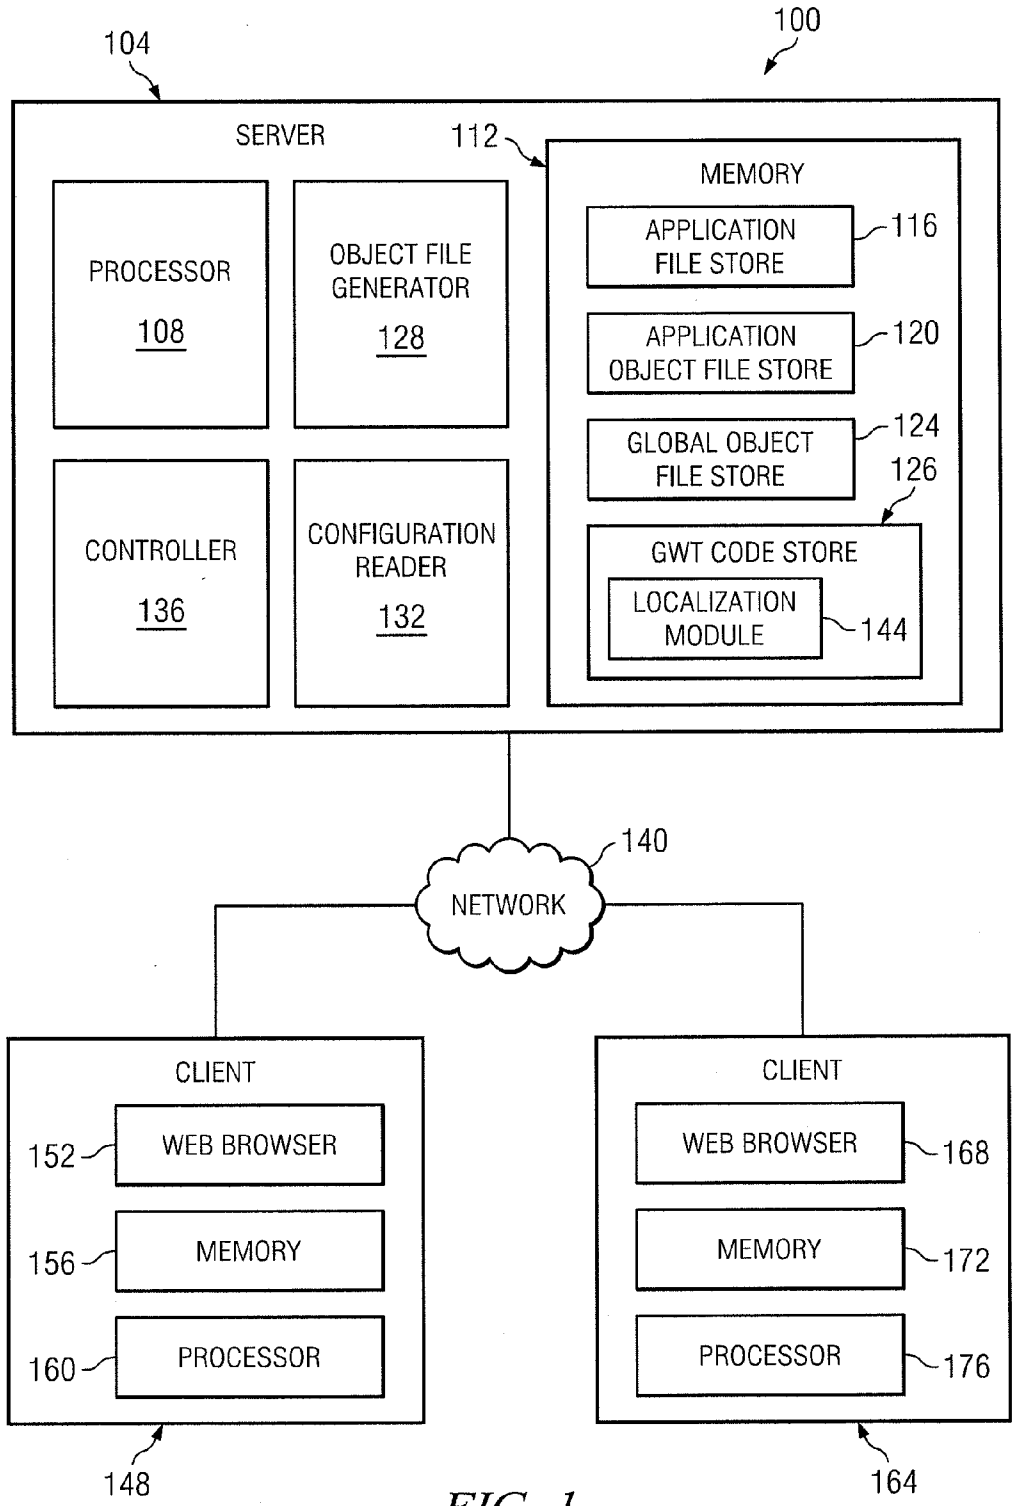 100
104
SERVER
112
MEMORY
PROCESSOR
108
OBJECT FILE
GENERATOR
128
APPLICATION
FILE STORE
116
APPLICATION
OBJECT FILE STORE
120
GLOBAL OBJECT
FILE STORE
124
126
CONTROLLER
136
CONFIGURATION
READER
132
GWT CODE STORE
LOCALIZATION
MODULE
144
140
NETWORK
CLIENT
152
WEB BROWSER
156
MEMORY
160
PROCESSOR
148
CLIENT
WEB BROWSER
168
MEMORY
172
PROCESSOR
176
164
FIG. 1